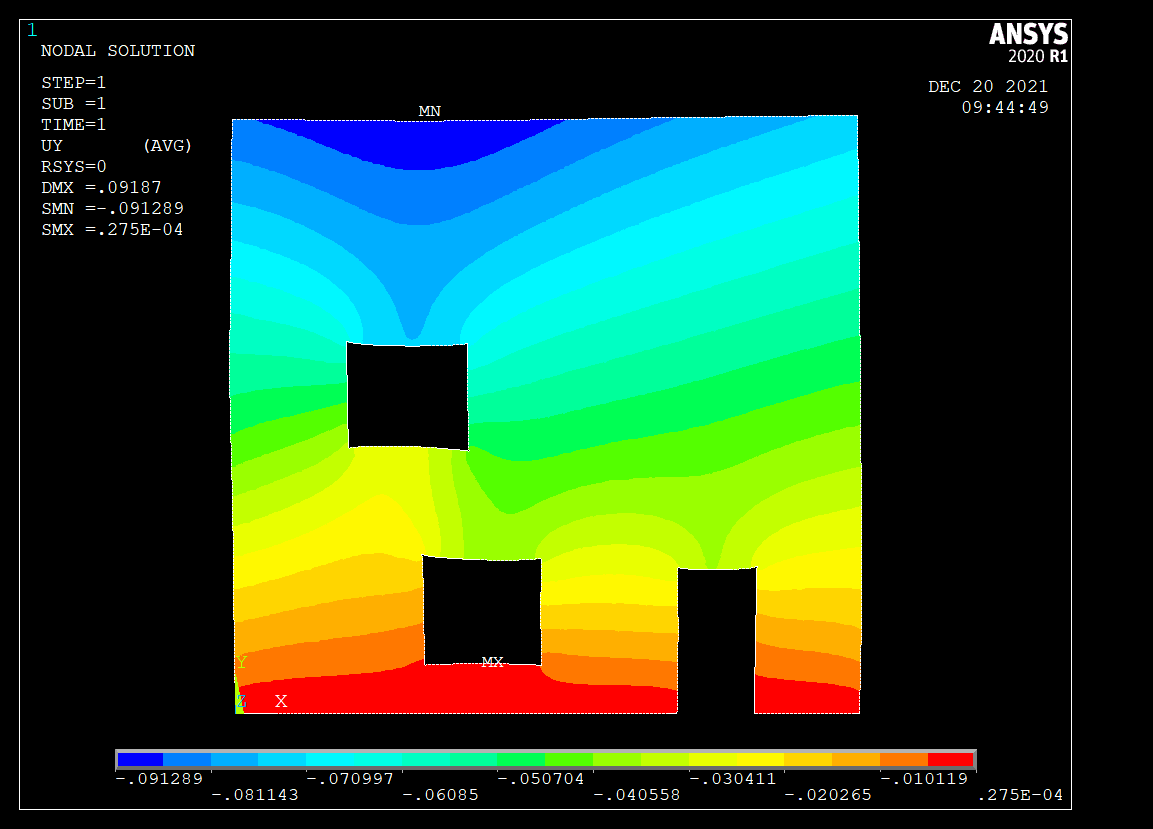 1
ANSYS
2020 R1
NODAL SOLUTION
STEP=1
SUB =1
TIME=1
UY (AVG)
RSYS=0
DMX =.09187
SMN =-.091289
SMX =.275E-04
DEC 20 2021
09:44:49
MN
MX
Y
Z X
-.091289 -.070997 -.050704 -.030411 -.010119
-.081143 -.06085 -.040558 -.020265 .275E-04